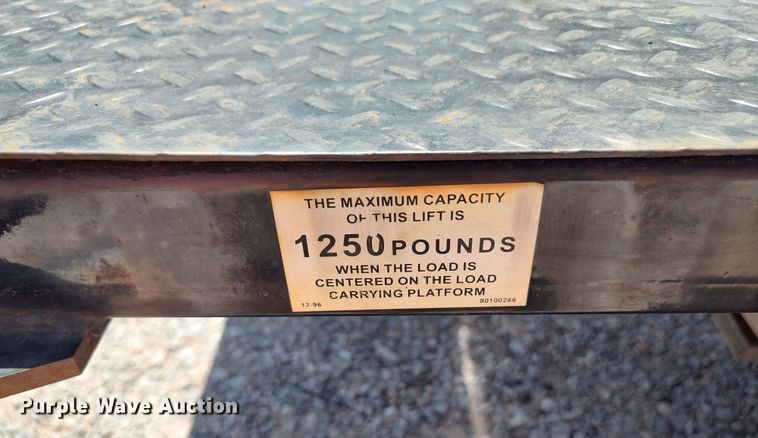 THE MAXIMUM CAPACITY
OF THIS LIFT IS
1250 POUNDS
WHEN THE LOAD IS
CENTERED ON THE LOAD
CARRYING PLATFORM
12-96 80100266
Purple Wave Auction